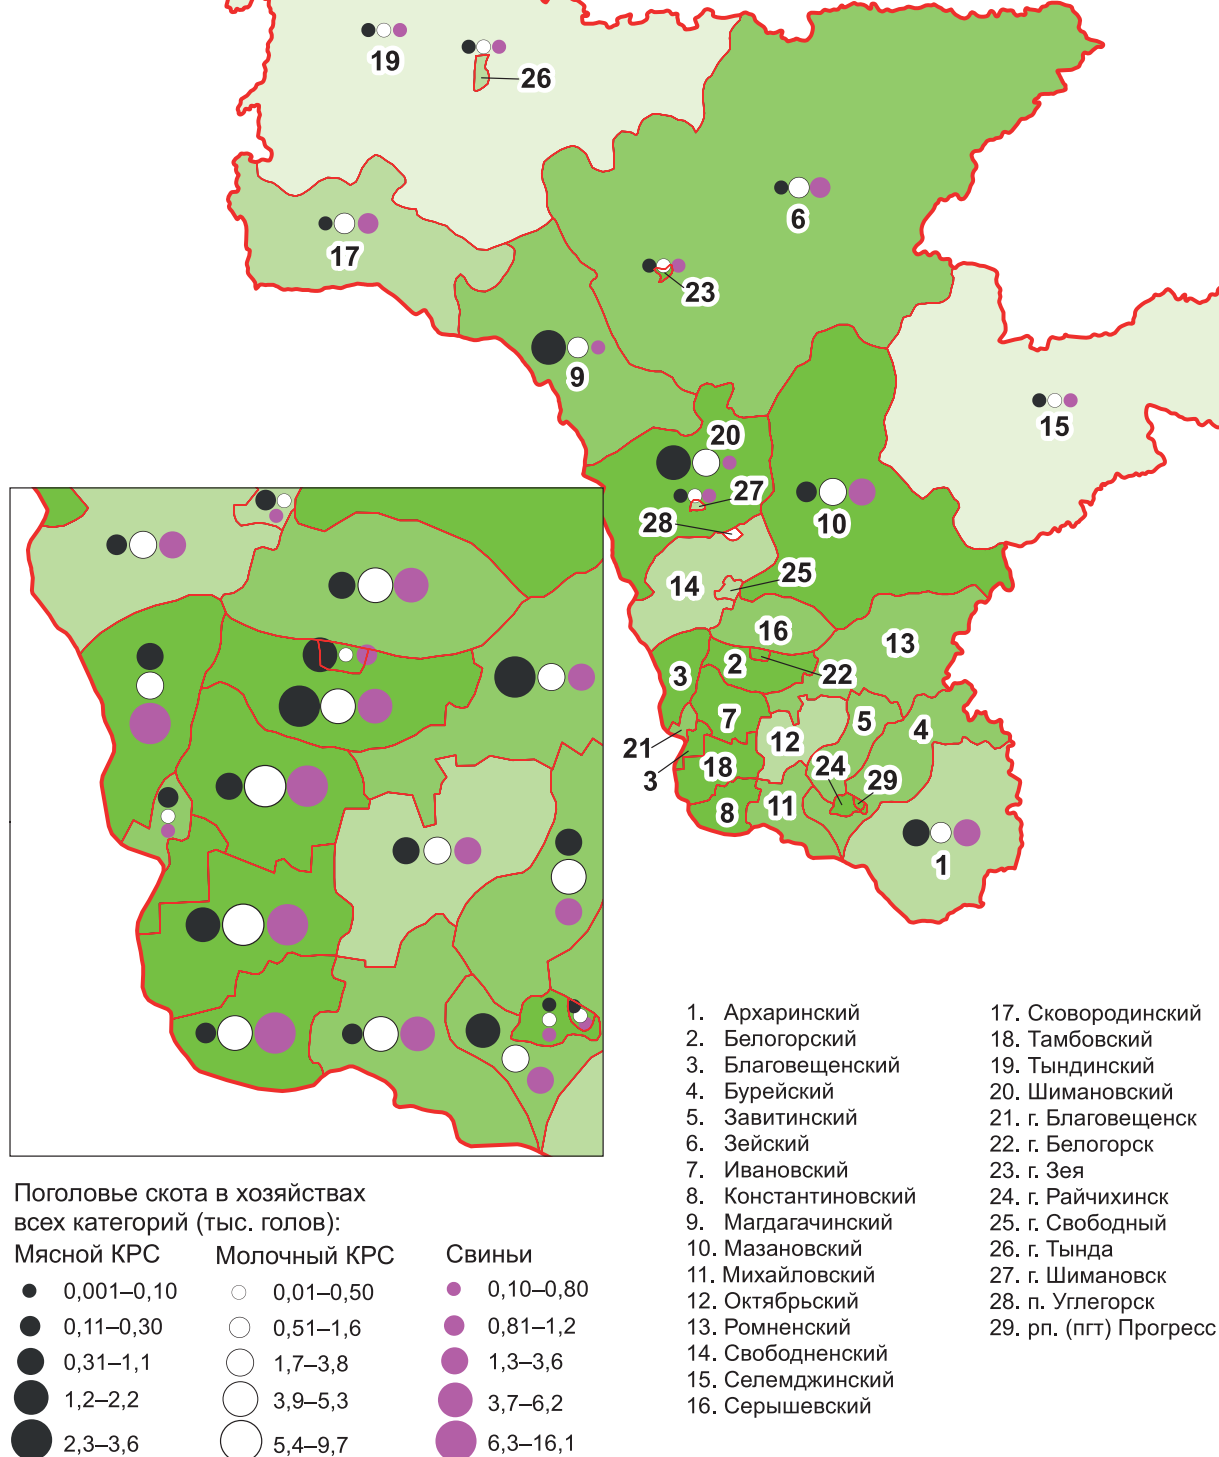 19
26
6
17
23
9
15
20
27
28
10
14
25
16
13
3
2
22
7
5
4
21
12
3
18
24
29
8
11
1
Поголовье скота в хозяйствах
всех категорий (тыс. голов):
Мясной КРС
0,001–0,10
0,11–0,30
0,31–1,1
1,2–2,2
2,3–3,6
Молочный КРС
0,01–0,50
0,51–1,6
1,7–3,8
3,9–5,3
5,4–9,7
Свиньи
0,10–0,80
0,81–1,2
1,3–3,6
3,7–6,2
6,3–16,1
1. Архаринский
2. Белогорский
3. Благовещенский
4. Бурейский
5. Завитинский
6. Зейский
7. Ивановский
8. Константиновский
9. Магдагачинский
10. Мазановский
11. Михайловский
12. Октябрьский
13. Ромненский
14. Свободненский
15. Селемджинский
16. Серышевский
17. Сковородинский
18. Тамбовский
19. Тындинский
20. Шимановский
21. г. Благовещенск
22. г. Белогорск
23. г. Зея
24. г. Райчихинск
25. г. Свободный
26. г. Тында
27. г. Шимановск
28. п. Углегорск
29. рп. (пгт) Прогресс